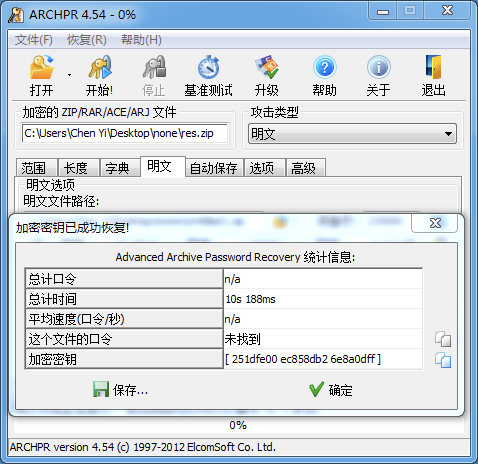 ARCHPR 4.54 - 0%
文件(F) 恢复(R) 帮助(H)
打开 开始! 停止 基准测试 升级 帮助 关于 退出
加密的 ZIP/RAR/ACE/ARJ 文件 攻击类型
C:\Users\Chen Yi\Desktop\none\res.zip 明文
范围 长度 字典 明文 自动保存 选项 高级
明文选项
明文文件路径:
加密密钥已成功恢复!
Advanced Archive Password Recovery 统计信息:
总计口令 n/a
总计时间 10s 188ms
平均速度(口令/秒) n/a
这个文件的口令 未找到
加密密钥 [ 251dfe00 ec858db2 6e8a0dff ]
保存... 确定
0%
ARCHPR version 4.54 (c) 1997-2012 ElcomSoft Co. Ltd.